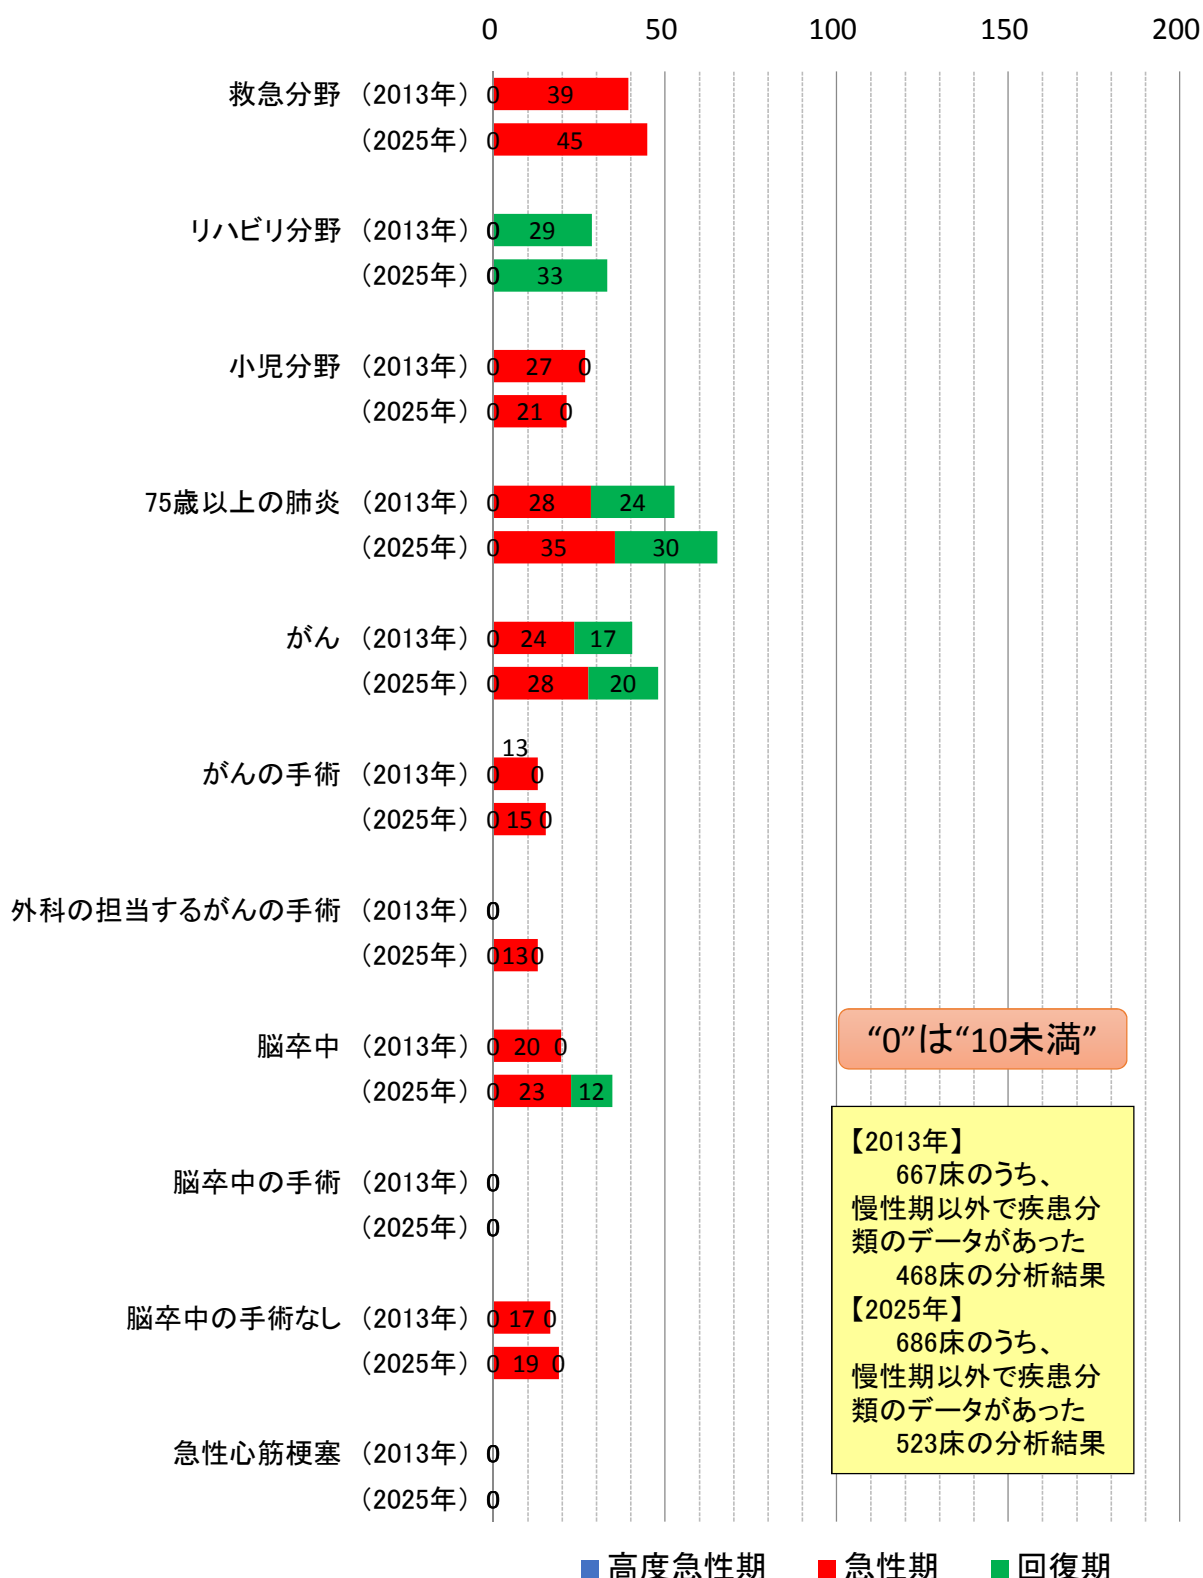 0 50 100 150 200
救急分野 （2013年） 0 39
（2025年） 0 45
リハビリ分野 （2013年） 0 29
（2025年） 0 33
小児分野 （2013年） 0 27 0
（2025年） 0 21 0
75歳以上の肺炎 （2013年） 0 28 24
（2025年） 0 35 30
がん （2013年） 0 24 17
（2025年） 0 28 20
13
がんの手術 （2013年） 0 0
（2025年） 0 15 0
外科の担当するがんの手術 （2013年） 0
（2025年） 0 13 0
脳卒中 （2013年） 0 20 0
（2025年） 0 23 12
脳卒中の手術 （2013年） 0
（2025年） 0
脳卒中の手術なし （2013年） 0 17 0
（2025年） 0 19 0
急性心筋梗塞 （2013年） 0
（2025年） 0
“0”は“10未満”
【2013年】
667床のうち、
慢性期以外で疾患分
類のデータがあった
468床の分析結果
【2025年】
686床のうち、
慢性期以外で疾患分
類のデータがあった
523床の分析結果
高度急性期 急性期 回復期